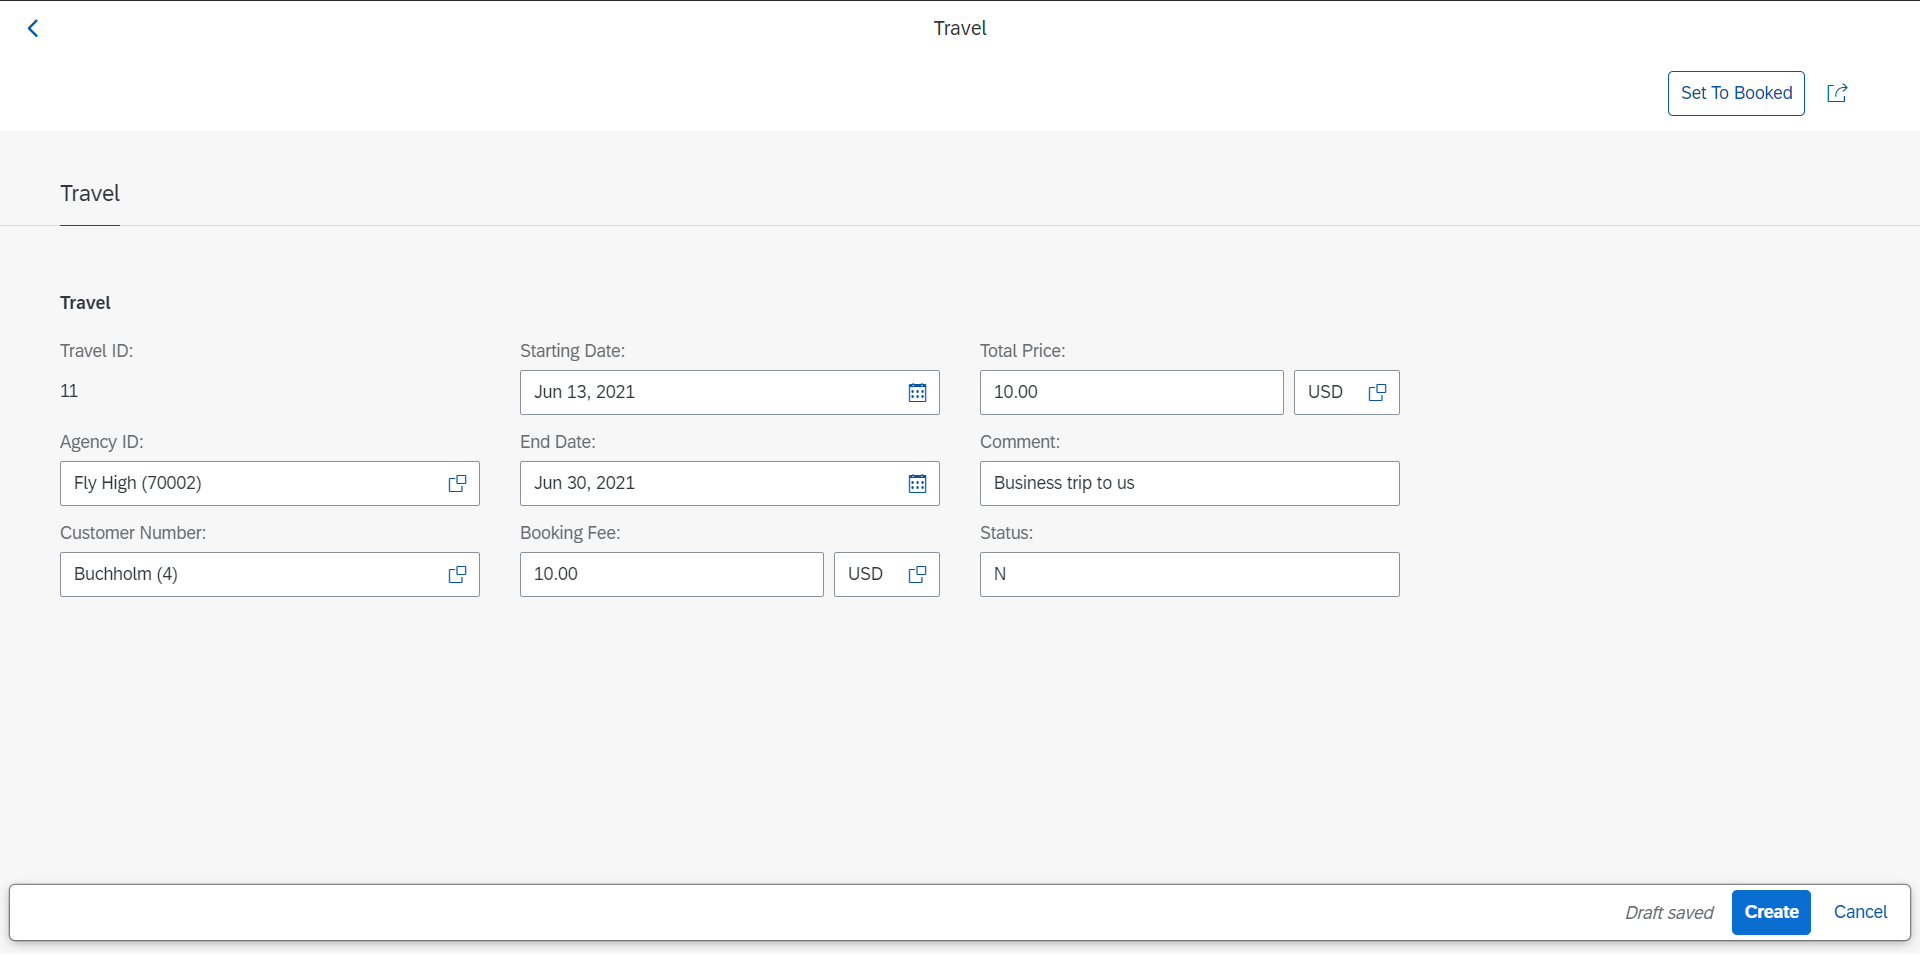 Travel
Set To Booked
Travel
Travel
Travel ID:
11
Agency ID:
Fly High (70002)
Customer Number:
Buchholm (4)
Starting Date:
Jun 13, 2021
End Date:
Jun 30, 2021
Booking Fee:
10.00 USD
Total Price:
10.00 USD
Comment:
Business trip to us
Status:
N
Draft saved Create Cancel